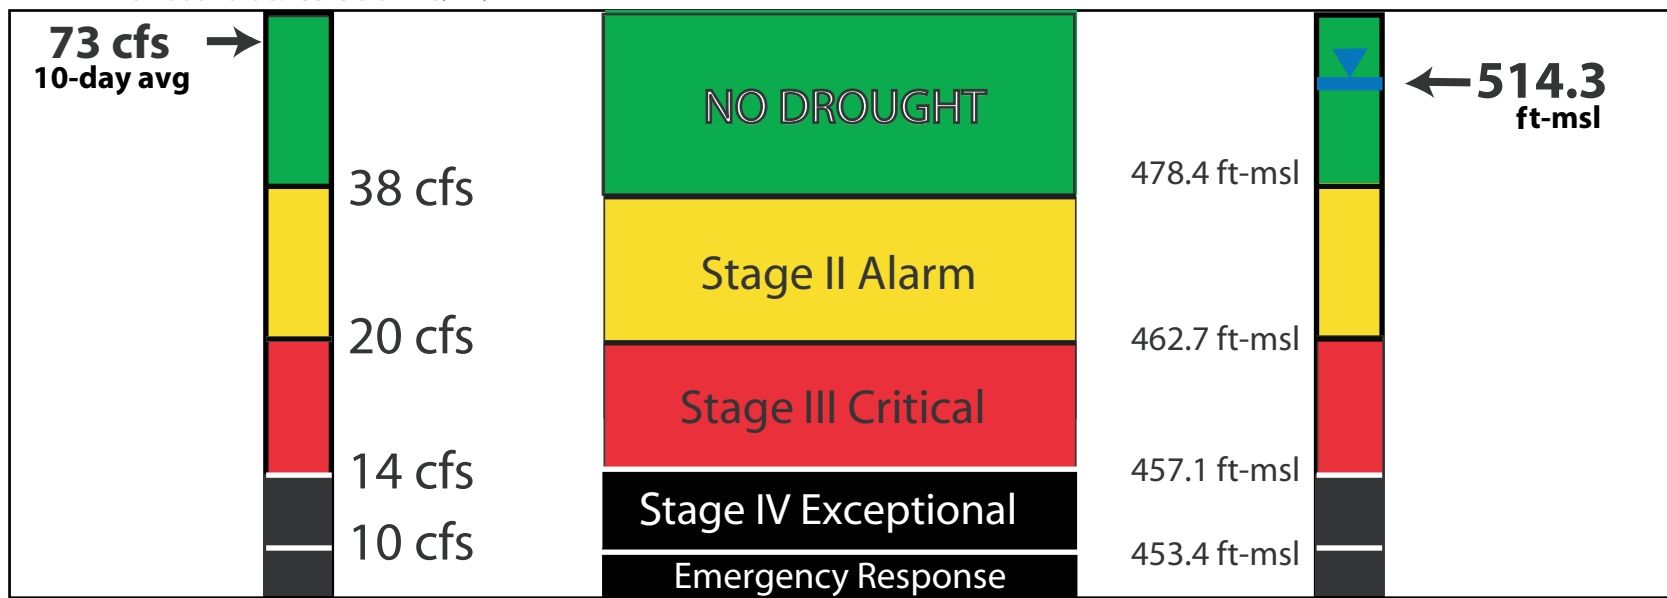 73 cfs
10-day avg
38 cfs
20 cfs
14 cfs
10 cfs
NO DROUGHT
Stage II Alarm
Stage III Critical
Stage IV Exceptional
Emergency Response
478.4 ft-msl
462.7 ft-msl
457.1 ft-msl
453.4 ft-msl
514.3
ft-msl